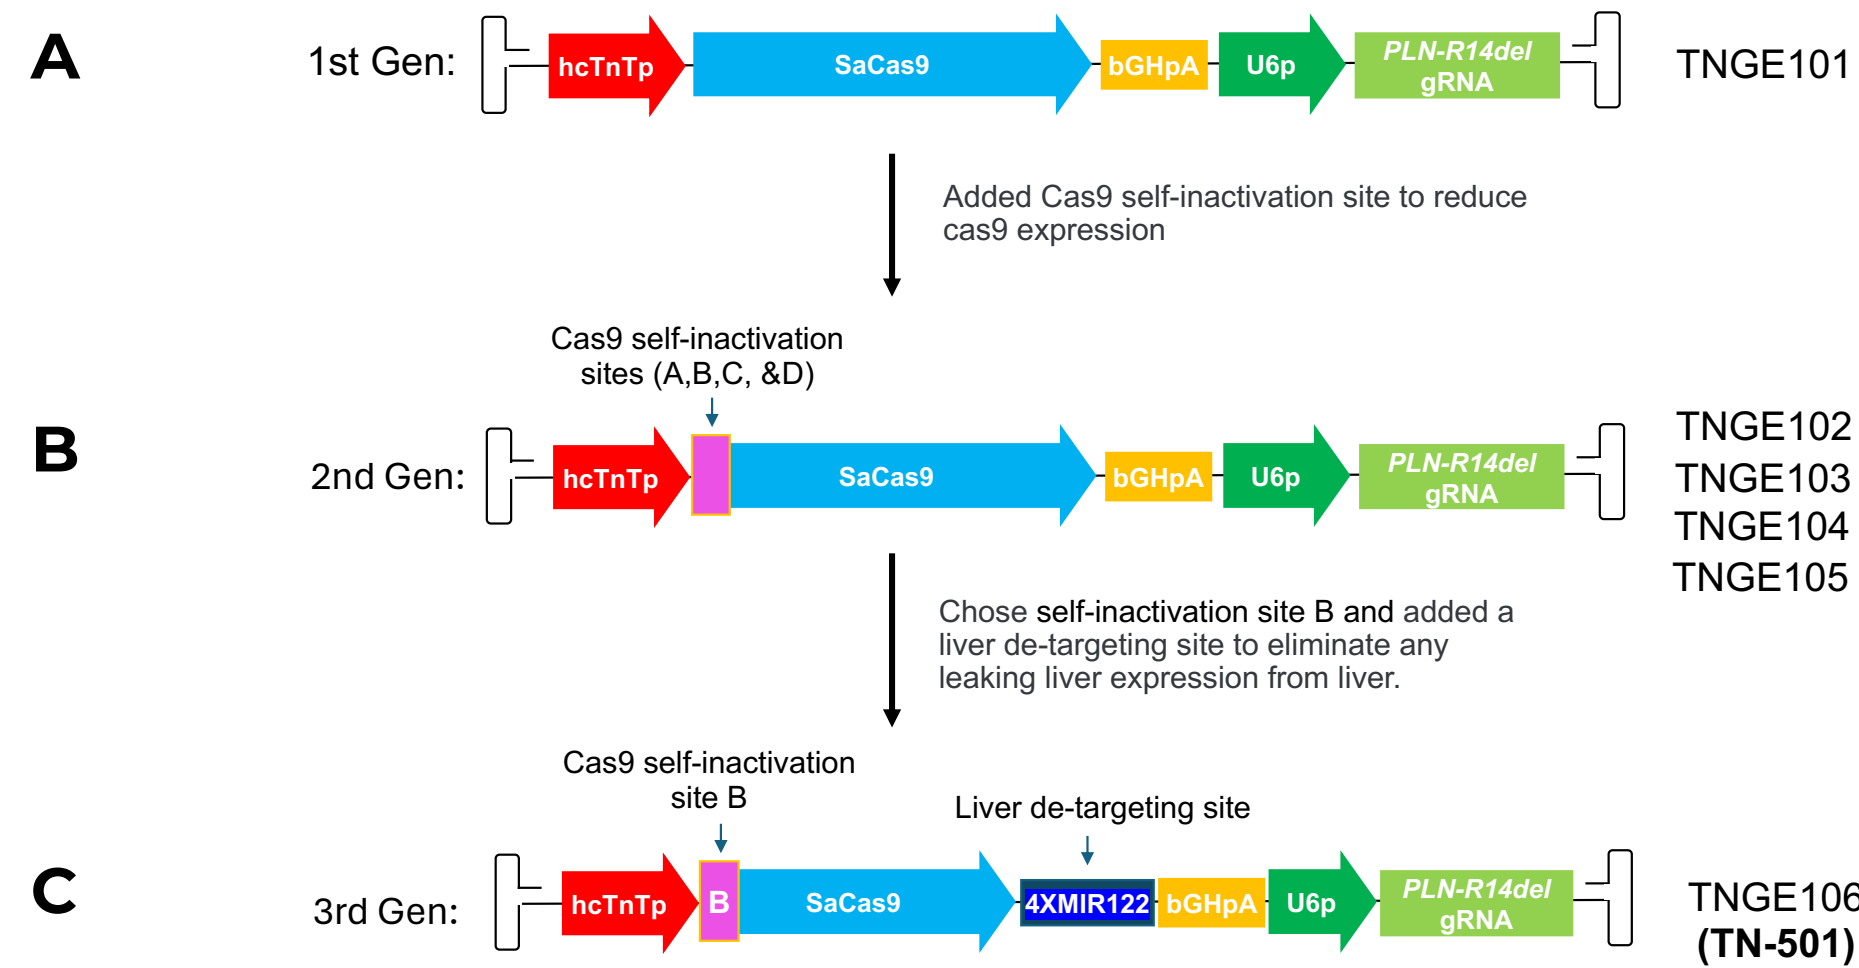 A
1st Gen:
hcTnTp
SaCas9
bGHpA
U6p
PLN-R14del
gRNA
TNGE101
Added Cas9 self-inactivation site to reduce
cas9 expression
Cas9 self-inactivation
sites (A,B,C, &D)
B
2nd Gen:
hcTnTp
SaCas9
bGHpA
U6p
PLN-R14del
gRNA
TNGE102
TNGE103
TNGE104
TNGE105
Chose self-inactivation site B and added a
liver de-targeting site to eliminate any
leaking liver expression from liver.
Cas9 self-inactivation
site B
Liver de-targeting site
C
3rd Gen:
hcTnTp
B
SaCas9
4XMIR122
bGHpA
U6p
PLN-R14del
gRNA
TNGE106
(TN-501)